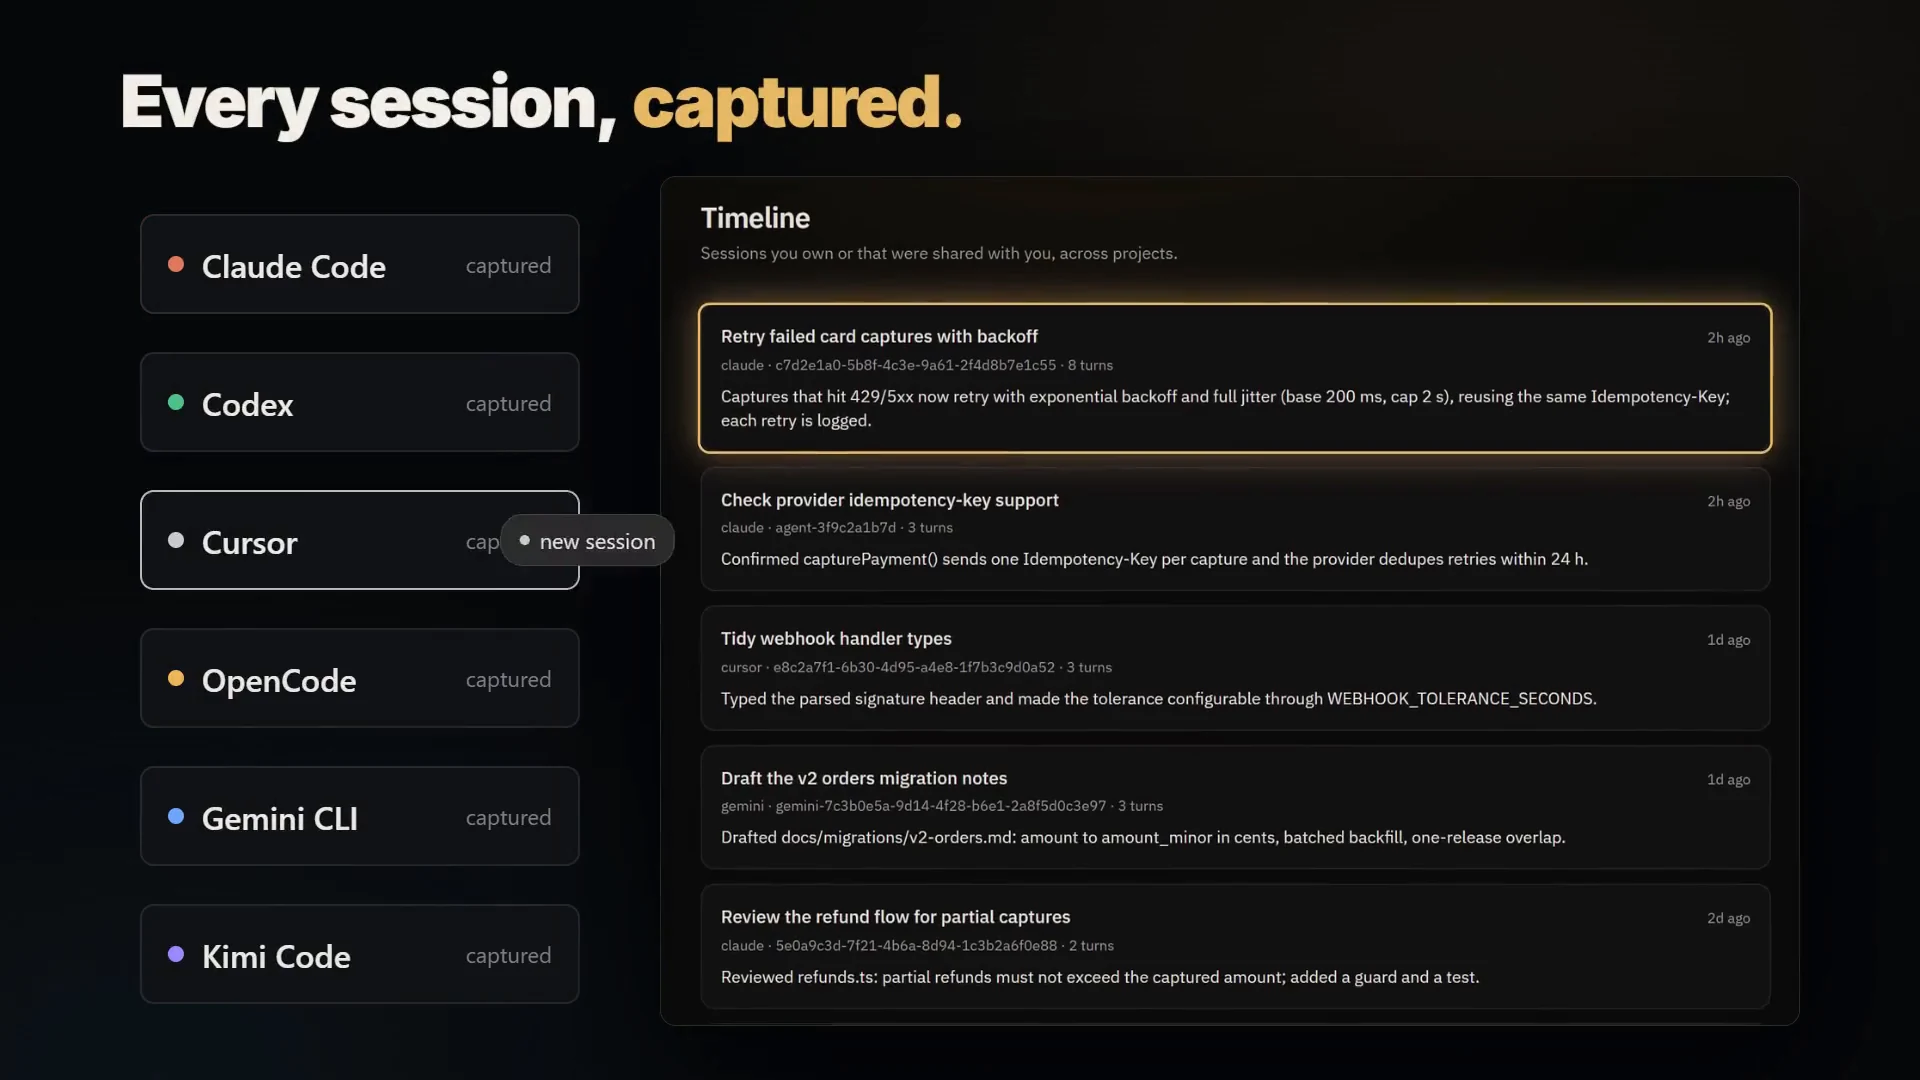 Every session, captured.
Claude Code captured
Codex captured
Cursor cap
new session
OpenCode captured
Gemini CLI captured
Kimi Code captured
Timeline
Sessions you own or that were shared with you, across projects.
Retry failed card captures with backoff 2h ago
claude · c7d2e1a0-5b8f-4c3e-9a61-2f4d8b7e1c55 · 8 turns
Captures that hit 429/5xx now retry with exponential backoff and full jitter (base 200 ms, cap 2 s), reusing the same Idempotency-Key;
each retry is logged.
Check provider idempotency-key support 2h ago
claude · agent-3f9c2a1b7d · 3 turns
Confirmed capturePayment() sends one Idempotency-Key per capture and the provider dedupes retries within 24 h.
Tidy webhook handler types 1d ago
cursor · e8c2a7f1-6b30-4d95-a4e8-1f7b3c9d0a52 · 3 turns
Typed the parsed signature header and made the tolerance configurable through WEBHOOK_TOLERANCE_SECONDS.
Draft the v2 orders migration notes 1d ago
gemini · gemini-7c3b0e5a-9d14-4f28-b6e1-2a8f5d0c3e97 · 3 turns
Drafted docs/migrations/v2-orders.md: amount to amount_minor in cents, batched backfill, one-release overlap.
Review the refund flow for partial captures 2d ago
claude · 5e0a9c3d-7f21-4b6a-8d94-1c3b2a6f0e88 · 2 turns
Reviewed refunds.ts: partial refunds must not exceed the captured amount; added a guard and a test.